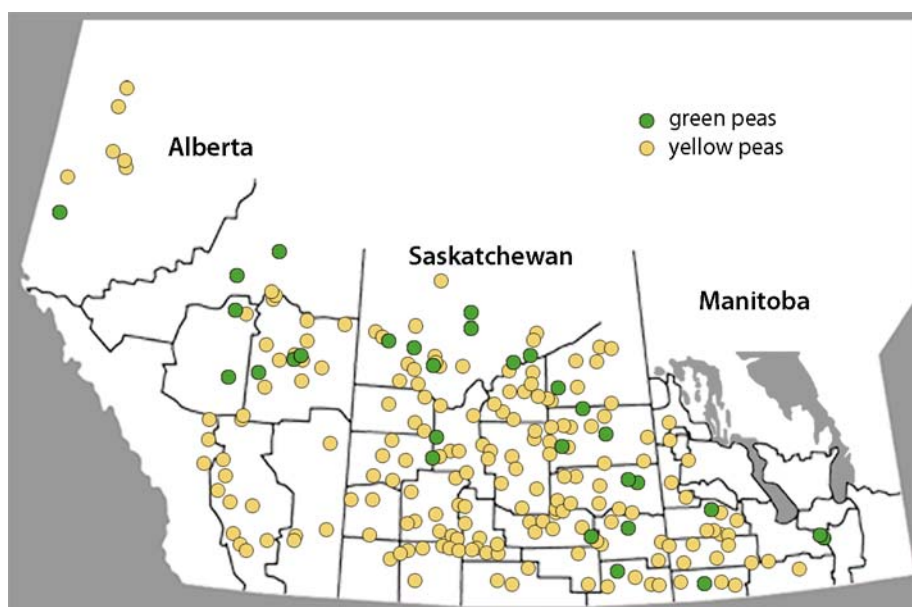 green peas
yellow peas
Alberta
Saskatchewan
Manitoba